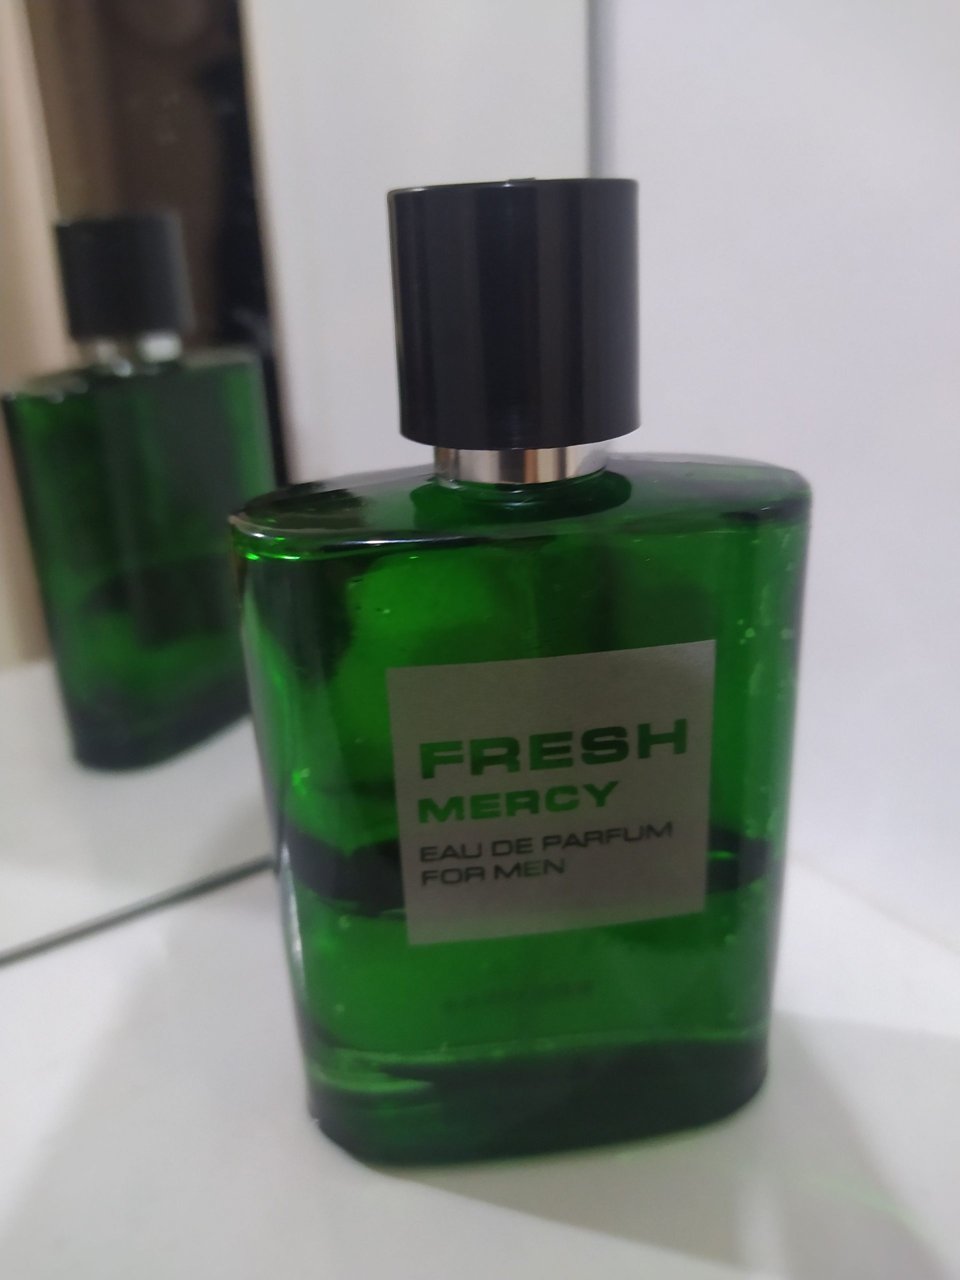 FRESH
MERCY
EAU DE PARFUM
FOR MEN